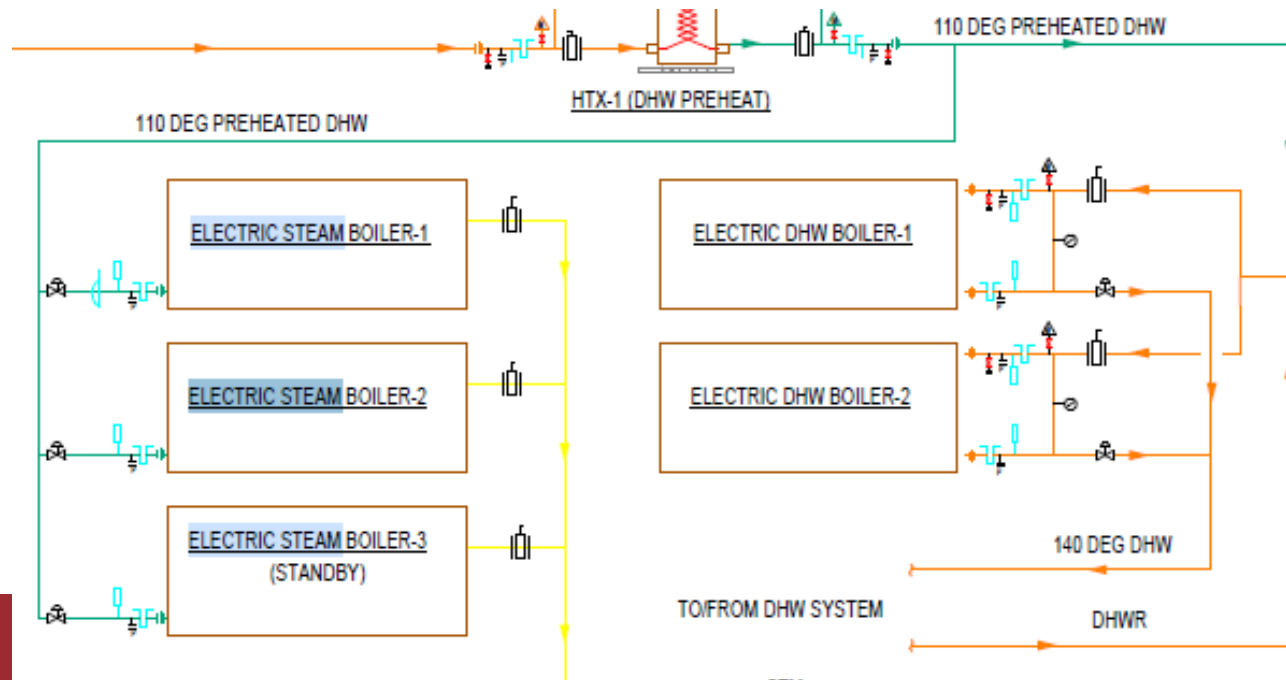 110 DEG PREHEATED DHW
HTX-1 (DHW PREHEAT)
110 DEG PREHEATED DHW
ELECTRIC STEAM BOILER-1
ELECTRIC DHW BOILER-1
ELECTRIC STEAM BOILER-2
ELECTRIC DHW BOILER-2
ELECTRIC STEAM BOILER-3
(STANDBY)
140 DEG DHW
TO/FROM DHW SYSTEM
DHWR